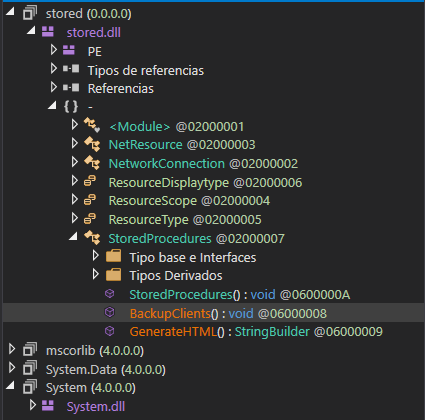 stored (0.0.0.0)
stored.dll
PE
Tipos de referencias
Referencias
{ } -
<Module> @02000001
NetResource @02000003
NetworkConnection @02000002
ResourceDisplaytype @02000006
ResourceScope @02000004
ResourceType @02000005
StoredProcedures @02000007
Tipo base e Interfaces
Tipos Derivados
StoredProcedures() : void @0600000A
BackupClients() : void @06000008
GenerateHTML() : StringBuilder @06000009
mscorlib (4.0.0.0)
System.Data (4.0.0.0)
System (4.0.0.0)
System.dll